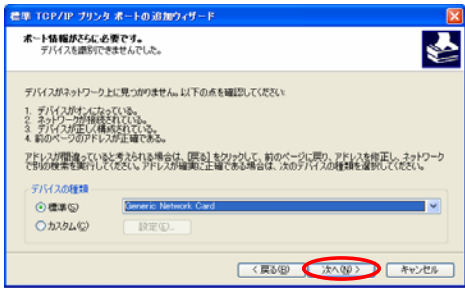 標準 TCP/IP プリンタ ポートの追加ウィザード
ポート情報がさらに必要です。
デバイスを識別できませんでした。
デバイスがネットワーク上に見つかりません。以下の点を確認してください:
1. デバイスがオンになっている。
2. ネットワークが接続されている。
3. デバイスが正しく構成されている。
4. 前のページのアドレスが正確である。
アドレスが間違っていると考えられる場合は、[戻る] をクリックして、前のページに戻り、アドレスを修正し、ネットワーク
で別の検索を実行してください。アドレスが確実に正確である場合は、次のデバイスの種類を選択してください。
デバイスの種類
標準(S)
Generic Network Card
カスタム(C)
設定(E)...
< 戻る(B)
次へ(N) >
キャンセル